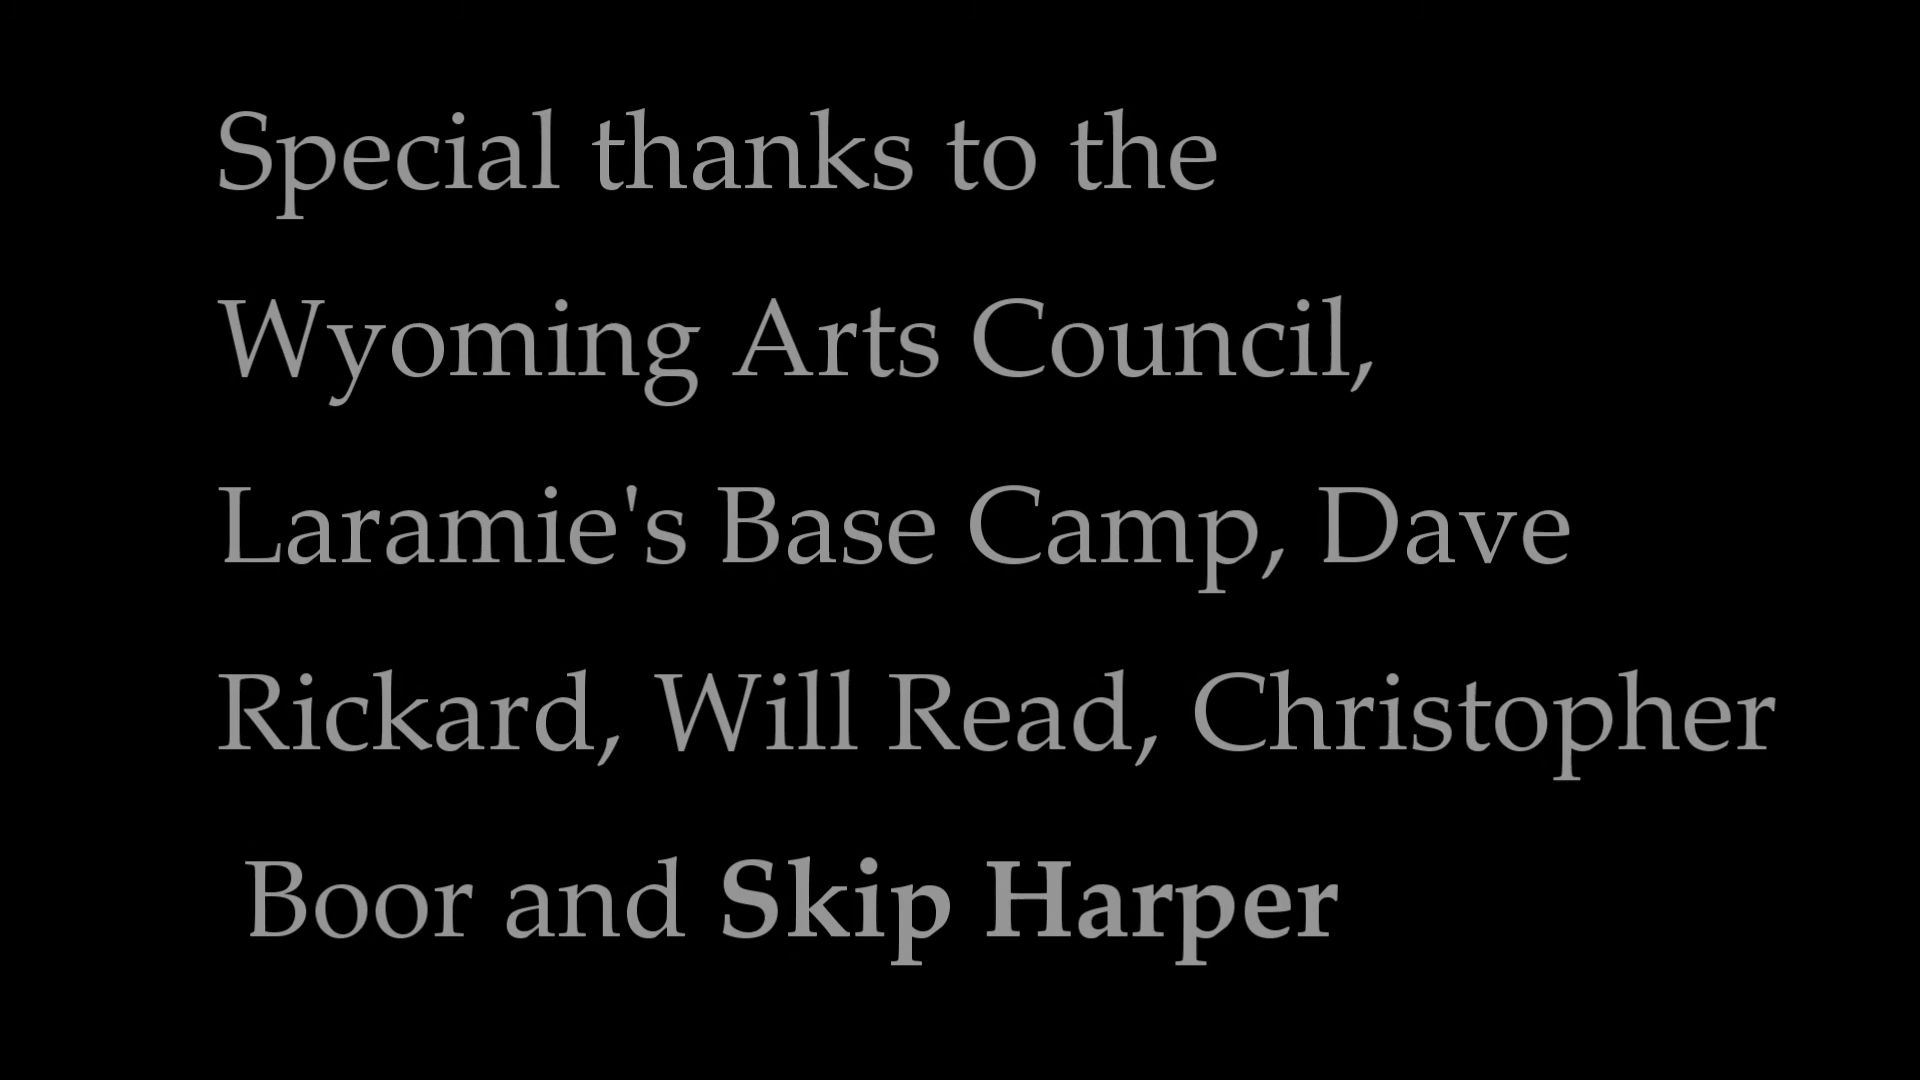 Special thanks to the
Wyoming Arts Council,
Laramie's Base Camp, Dave
Rickard, Will Read, Christopher
Boor and Skip Harper